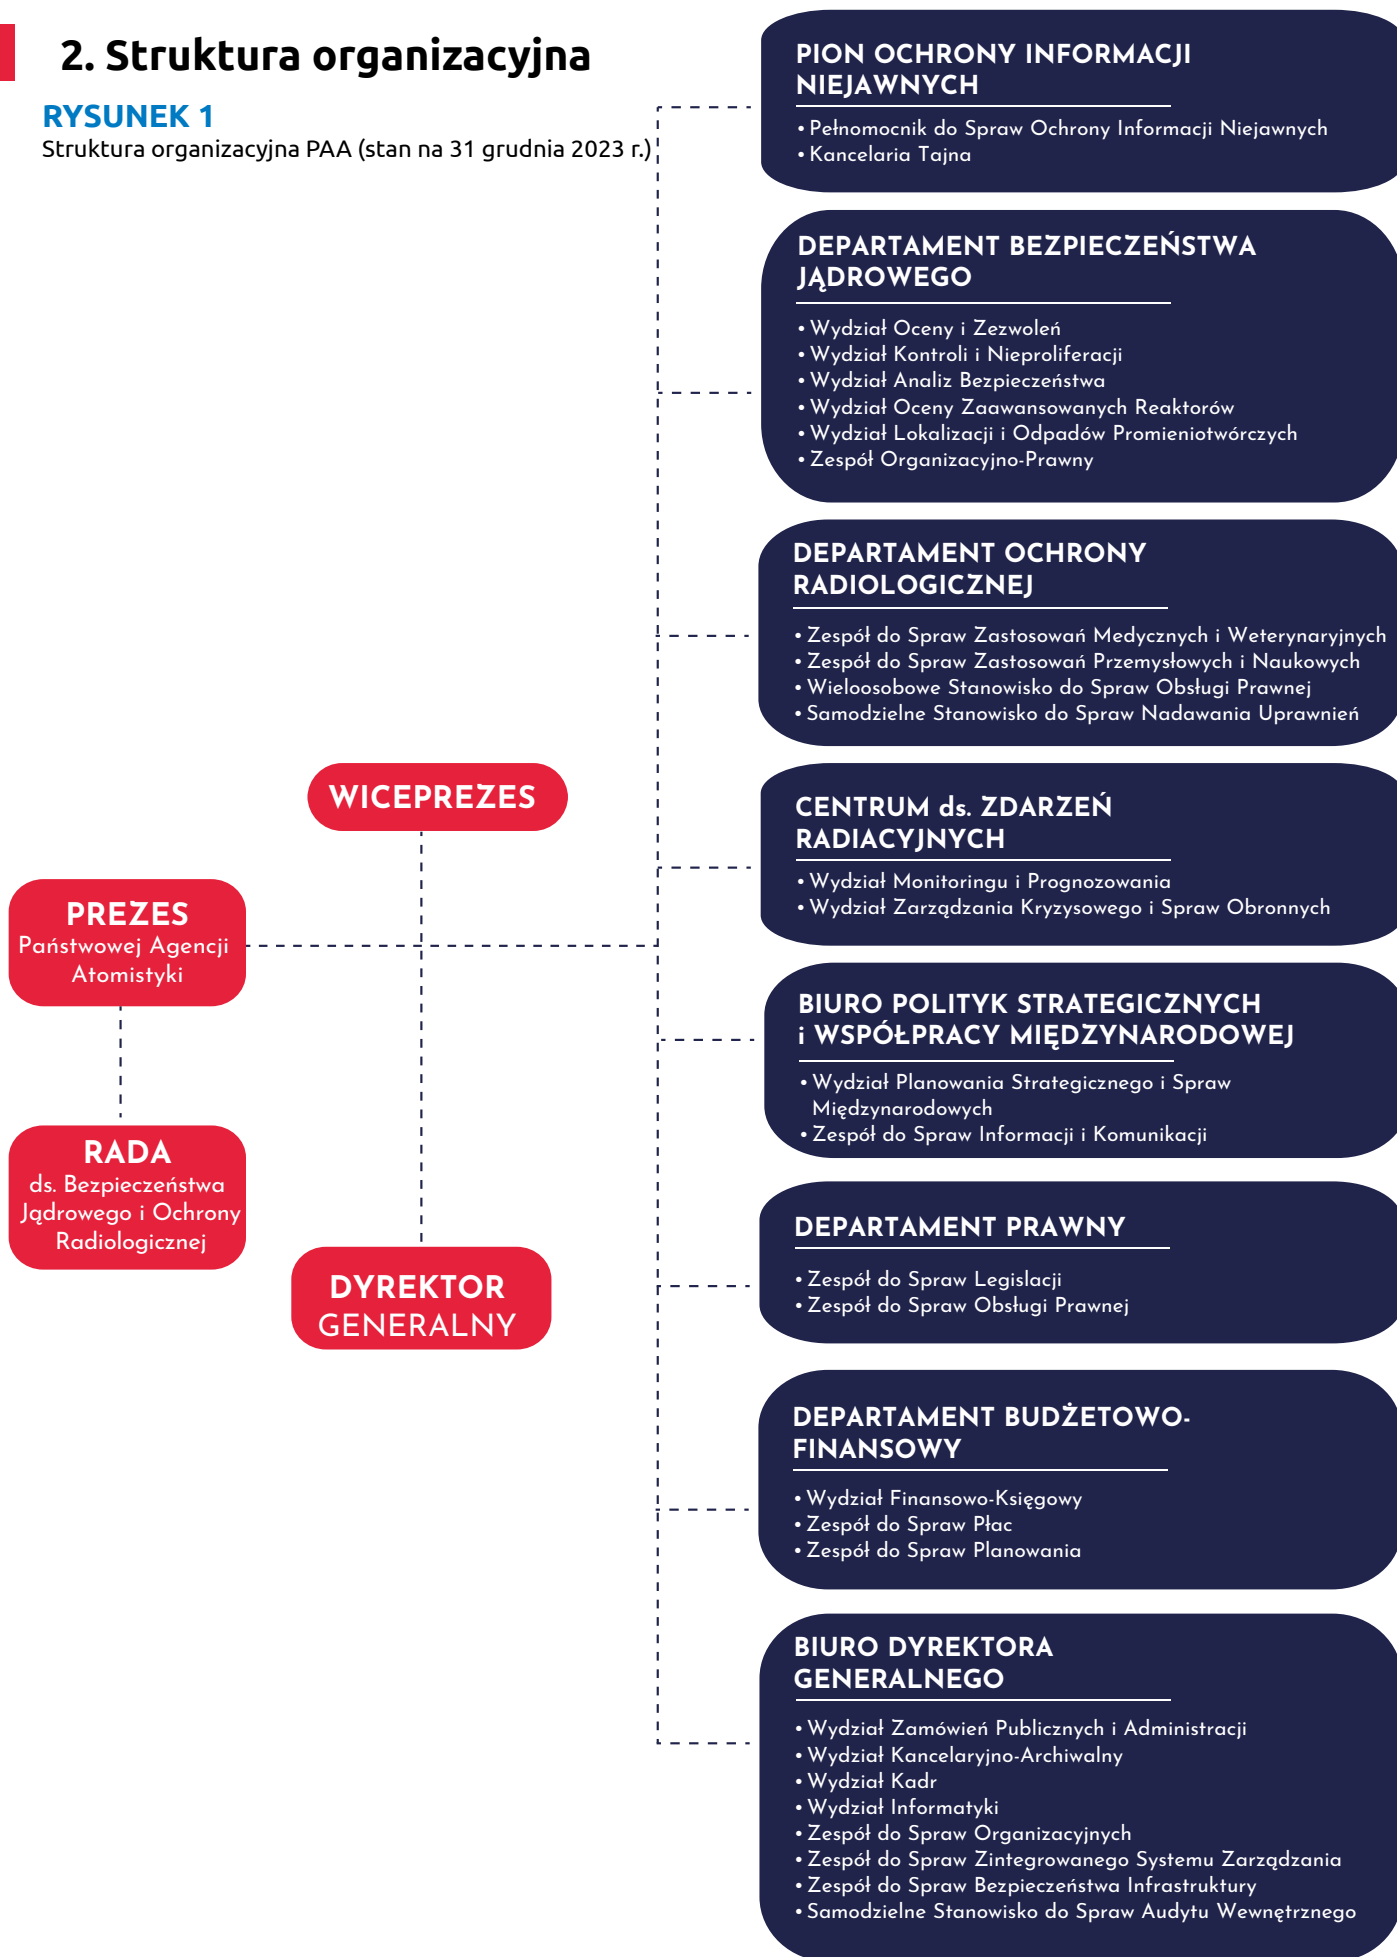 2. Struktura organizacyjna
RYSUNEK 1
Struktura organizacyjna PAA (stan na 31 grudnia 2023 r.)
WICEPREZES
PREZES
Państwowej Agencji
Atomistyki
RADA
ds. Bezpieczeństwa
Jądrowego i Ochrony
Radiologicznej
DYREKTOR
GENERALNY
PION OCHRONY INFORMACJI
NIEJAWNYCH
• Pełnomocnik do Spraw Ochrony Informacji Niejawnych
• Kancelaria Tajna
DEPARTAMENT BEZPIECZEŃSTWA
JĄDROWEGO
• Wydział Oceny i Zezwoleń
• Wydział Kontroli i Nieproliferacji
• Wydział Analiz Bezpieczeństwa
• Wydział Oceny Zaawansowanych Reaktorów
• Wydział Lokalizacji i Odpadów Promieniotwórczych
• Zespół Organizacyjno-Prawny
DEPARTAMENT OCHRONY
RADIOLOGICZNEJ
• Zespół do Spraw Zastosowań Medycznych i Weterynaryjnych
• Zespół do Spraw Zastosowań Przemysłowych i Naukowych
• Wieloosobowe Stanowisko do Spraw Obsługi Prawnej
• Samodzielne Stanowisko do Spraw Nadawania Uprawnień
CENTRUM ds. ZDARZEŃ
RADIACYJNYCH
• Wydział Monitoringu i Prognozowania
• Wydział Zarządzania Kryzysowego i Spraw Obronnych
BIURO POLITYK STRATEGICZNYCH
i WSPÓŁPRACY MIĘDZYNARODOWEJ
• Wydział Planowania Strategicznego i Spraw
Międzynarodowych
• Zespół do Spraw Informacji i Komunikacji
DEPARTAMENT PRAWNY
• Zespół do Spraw Legislacji
• Zespół do Spraw Obsługi Prawnej
DEPARTAMENT BUDŻETOWO-
FINANSOWY
• Wydział Finansowo-Księgowy
• Zespół do Spraw Płac
• Zespół do Spraw Planowania
BIURO DYREKTORA
GENERALNEGO
• Wydział Zamówień Publicznych i Administracji
• Wydział Kancelaryjno-Archiwalny
• Wydział Kadr
• Wydział Informatyki
• Zespół do Spraw Organizacyjnych
• Zespół do Spraw Zintegrowanego Systemu Zarządzania
• Zespół do Spraw Bezpieczeństwa Infrastruktury
• Samodzielne Stanowisko do Spraw Audytu Wewnętrznego